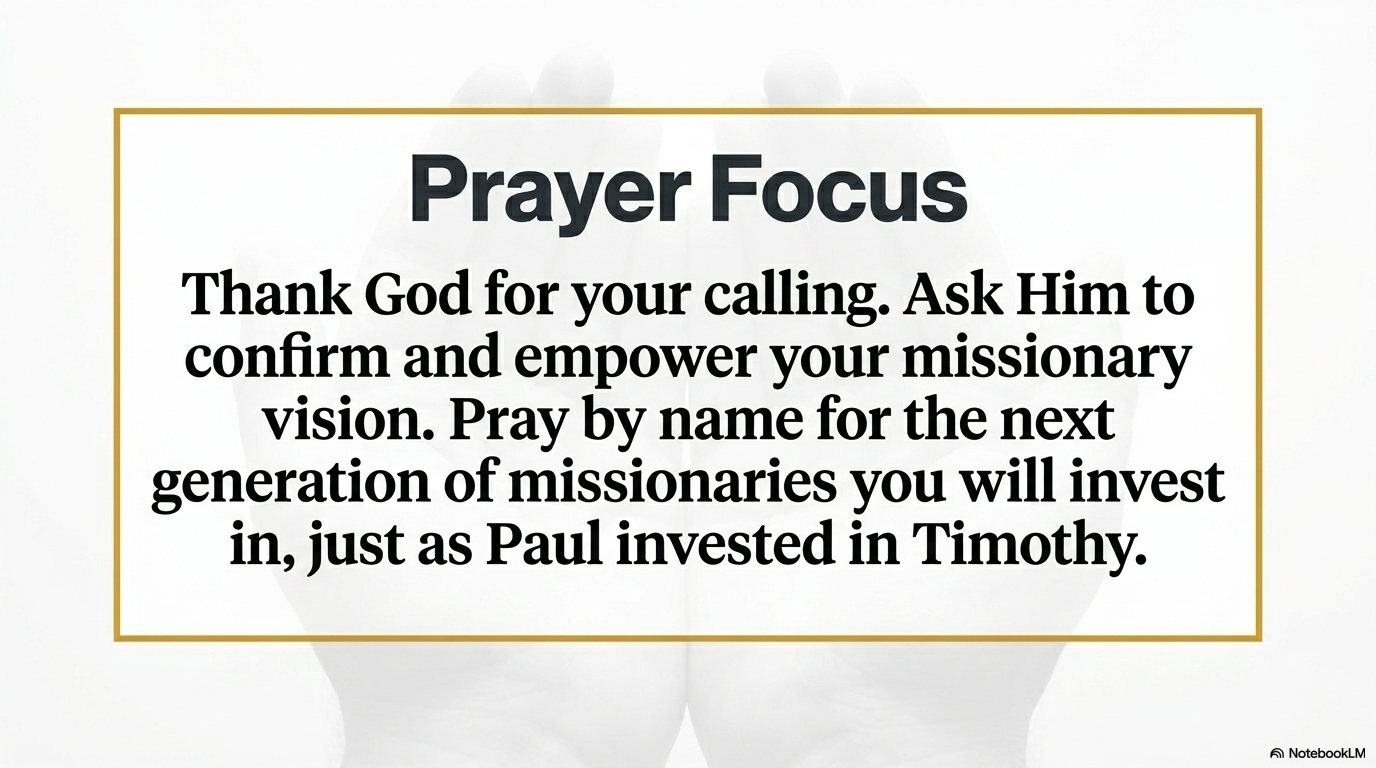 Prayer Focus
Thank God for your calling. Ask Him to
confirm and empower your missionary
vision. Pray by name for the next
generation of missionaries you will invest
in, just as Paul invested in Timothy.
NotebookLM